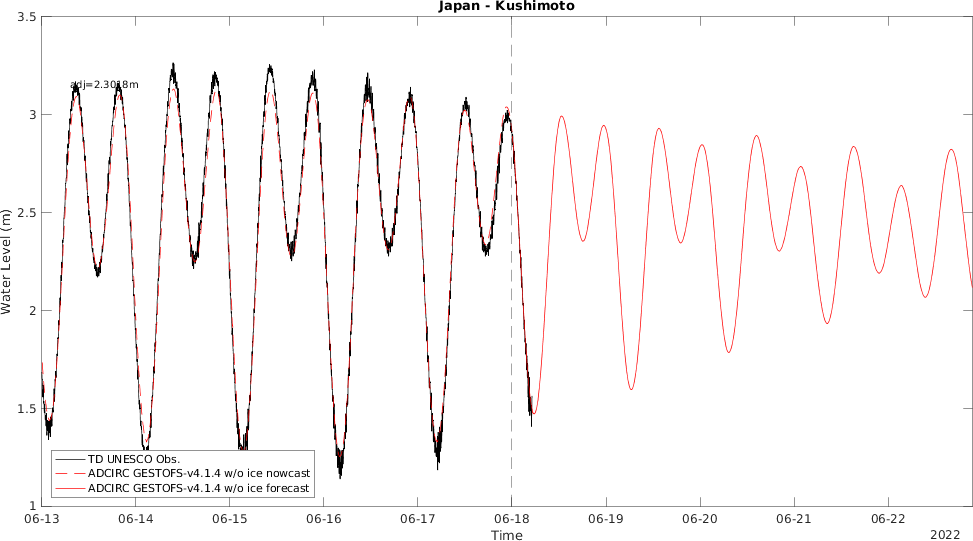 Japan - Kushimoto
3.5
3
2.5
2
1.5
1
Water Level (m)
adj=2.3018m
TD UNESCO Obs.
ADCIRC GESTOFS-v4.1.4 w/o ice nowcast
ADCIRC GESTOFS-v4.1.4 w/o ice forecast
06-13 06-14 06-15 06-16 06-17 06-18 06-19 06-20 06-21 06-22
Time
2022